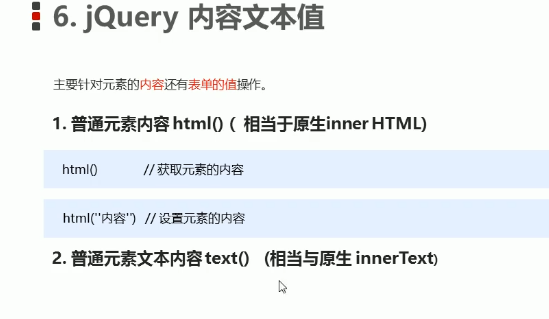 6. jQuery 内容文本值
主要针对元素的内容还有表单的值操作。
1. 普通元素内容 html() ( 相当于原生inner HTML)
html() // 获取元素的内容
html(''内容'') // 设置元素的内容
2. 普通元素文本内容 text() (相当与原生 innerText)